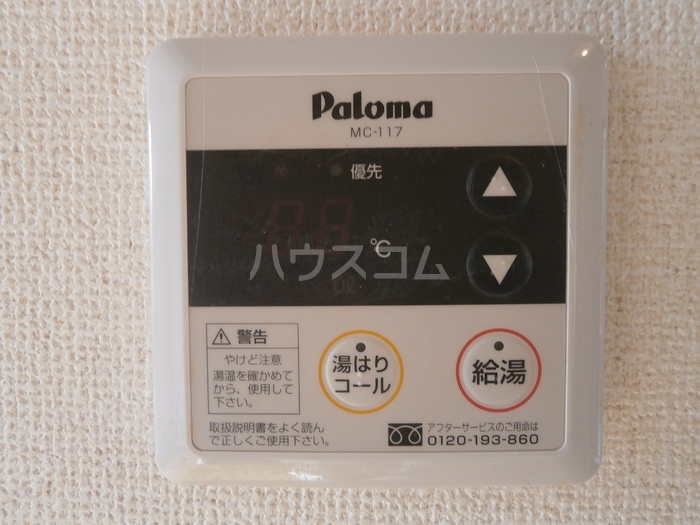 Paloma
MC-117
優先
℃
ハウスコム
警告
やけど注意
湯温を確かめて
から、使用して
下さい。
湯はり
コール
給湯
取扱説明書をよく読ん
で正しくご使用下さい。
アフターサービスのご用命は
0120-193-860